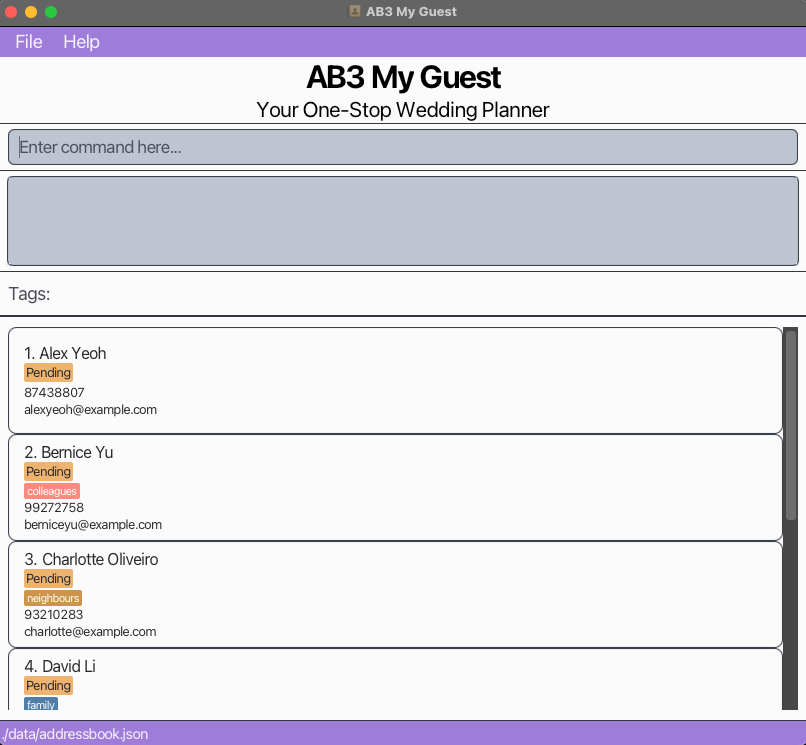 AB3 My Guest
File Help
AB3 My Guest
Your One-Stop Wedding Planner
Enter command here...
Tags:
1. Alex Yeoh
Pending
87438807
alexyeoh@example.com
2. Bernice Yu
Pending
colleagues
99272758
berniceyu@example.com
3. Charlotte Oliveiro
Pending
neighbours
93210283
charlotte@example.com
4. David Li
Pending
family
./data/addressbook.json